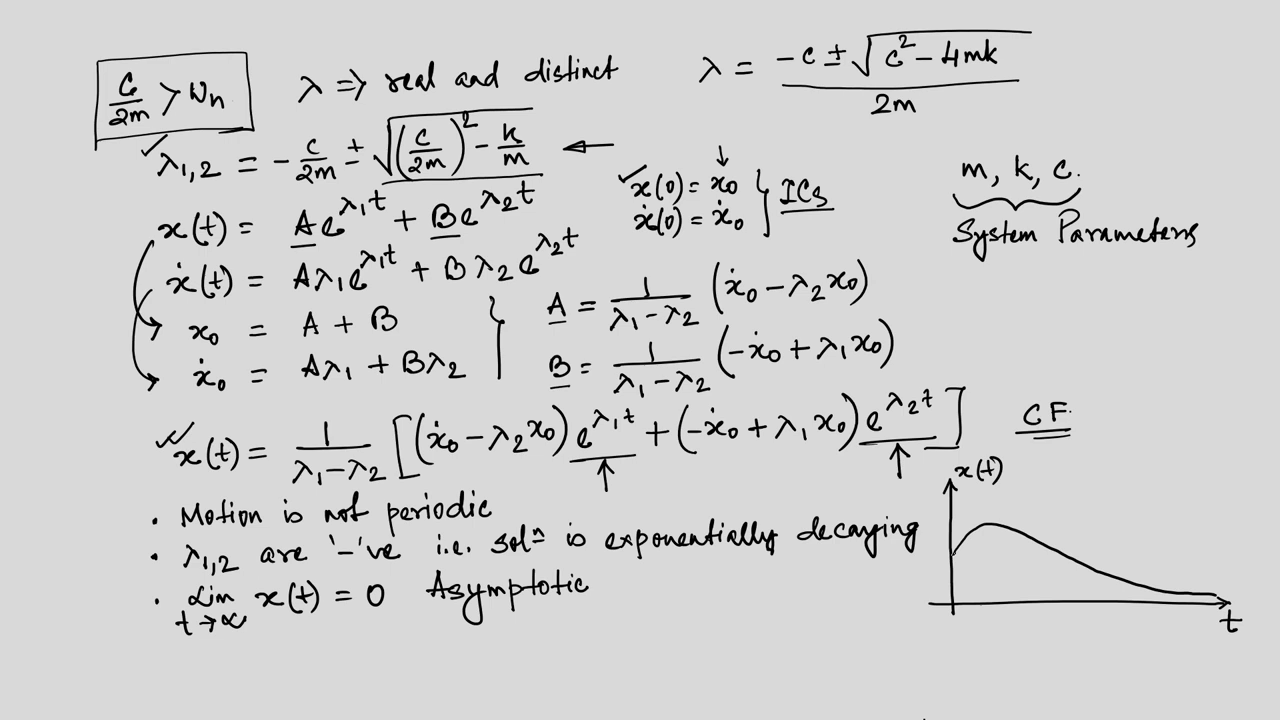 c/2m > ωn    λ ⇒ real and distinct    λ = (-c ± √(c² - 4mk)) / 2m
✓ λ1,2 = -c/2m ± √((c/2m)² - k/m) ←
✓ x(0) = x₀
ẋ(0) = ẋ₀ } ICs
m, k, c.
System Parameters
x(t) = Ae^λ₁t + Be^λ₂t
ẋ(t) = Aλ₁e^λ₁t + Bλ₂e^λ₂t
x₀ = A + B
ẋ₀ = Aλ₁ + Bλ₂
A = 1/(λ₁-λ₂) (ẋ₀ - λ₂x₀)
B = 1/(λ₁-λ₂) (-ẋ₀ + λ₁x₀)
✓✓ x(t) = 1/(λ₁-λ₂) [(ẋ₀ - λ₂x₀) e^λ₁t + (-ẋ₀ + λ₁x₀) e^λ₂t]    CF.
• Motion is not periodic
• λ1,2 are '-'ve i.e. solⁿ is exponentially decaying
• Lim t→∞ x(t) = 0 Asymptotic
x(t)
t